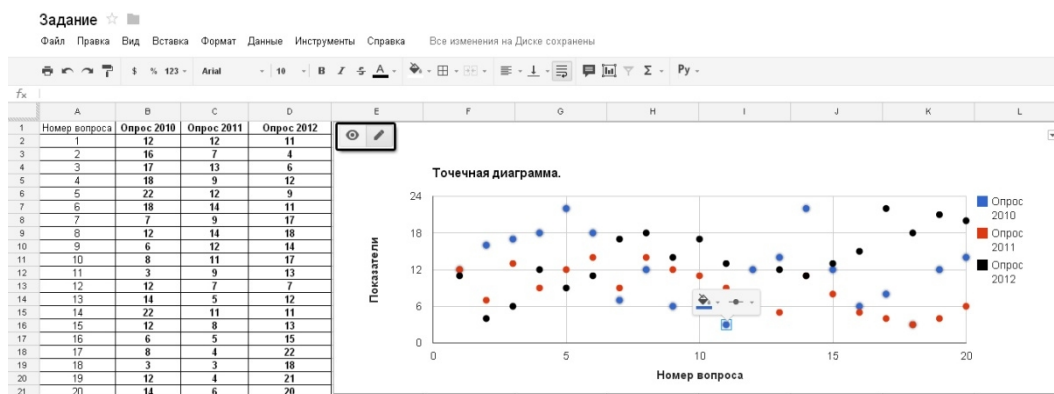 Задание
Файл Правка Вид Вставка Формат Данные Инструменты Справка Все изменения на Диске сохранены
$ % 123 Arial 10 B I S A Σ Ру
fx
A B C D E F G H I J K L
1 Номер вопроса Опрос 2010 Опрос 2011 Опрос 2012
2 1 12 12 11
3 2 16 7 4
4 3 17 13 6
5 4 18 9 12
6 5 22 12 9
7 6 18 14 11
8 7 7 9 17
9 8 12 14 18
10 9 6 12 14
11 10 8 11 17
12 11 3 9 13
13 12 12 7 7
14 13 14 5 12
15 14 22 11 11
16 15 12 8 13
17 16 6 5 15
18 17 8 4 22
19 18 3 3 18
20 19 12 4 21
21 20 14 6 20
Точечная диаграмма.
Показатели
24
18
12
6
0
0 5 10 15 20
Номер вопроса
Опрос
2010
Опрос
2011
Опрос
2012